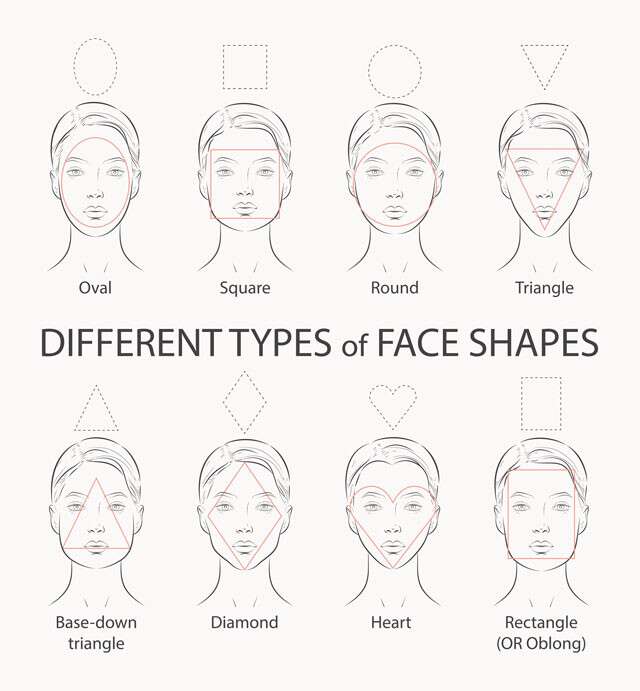 Oval
Square
Round
Triangle
DIFFERENT TYPES of FACE SHAPES
Base-down
triangle
Diamond
Heart
Rectangle
(OR Oblong)